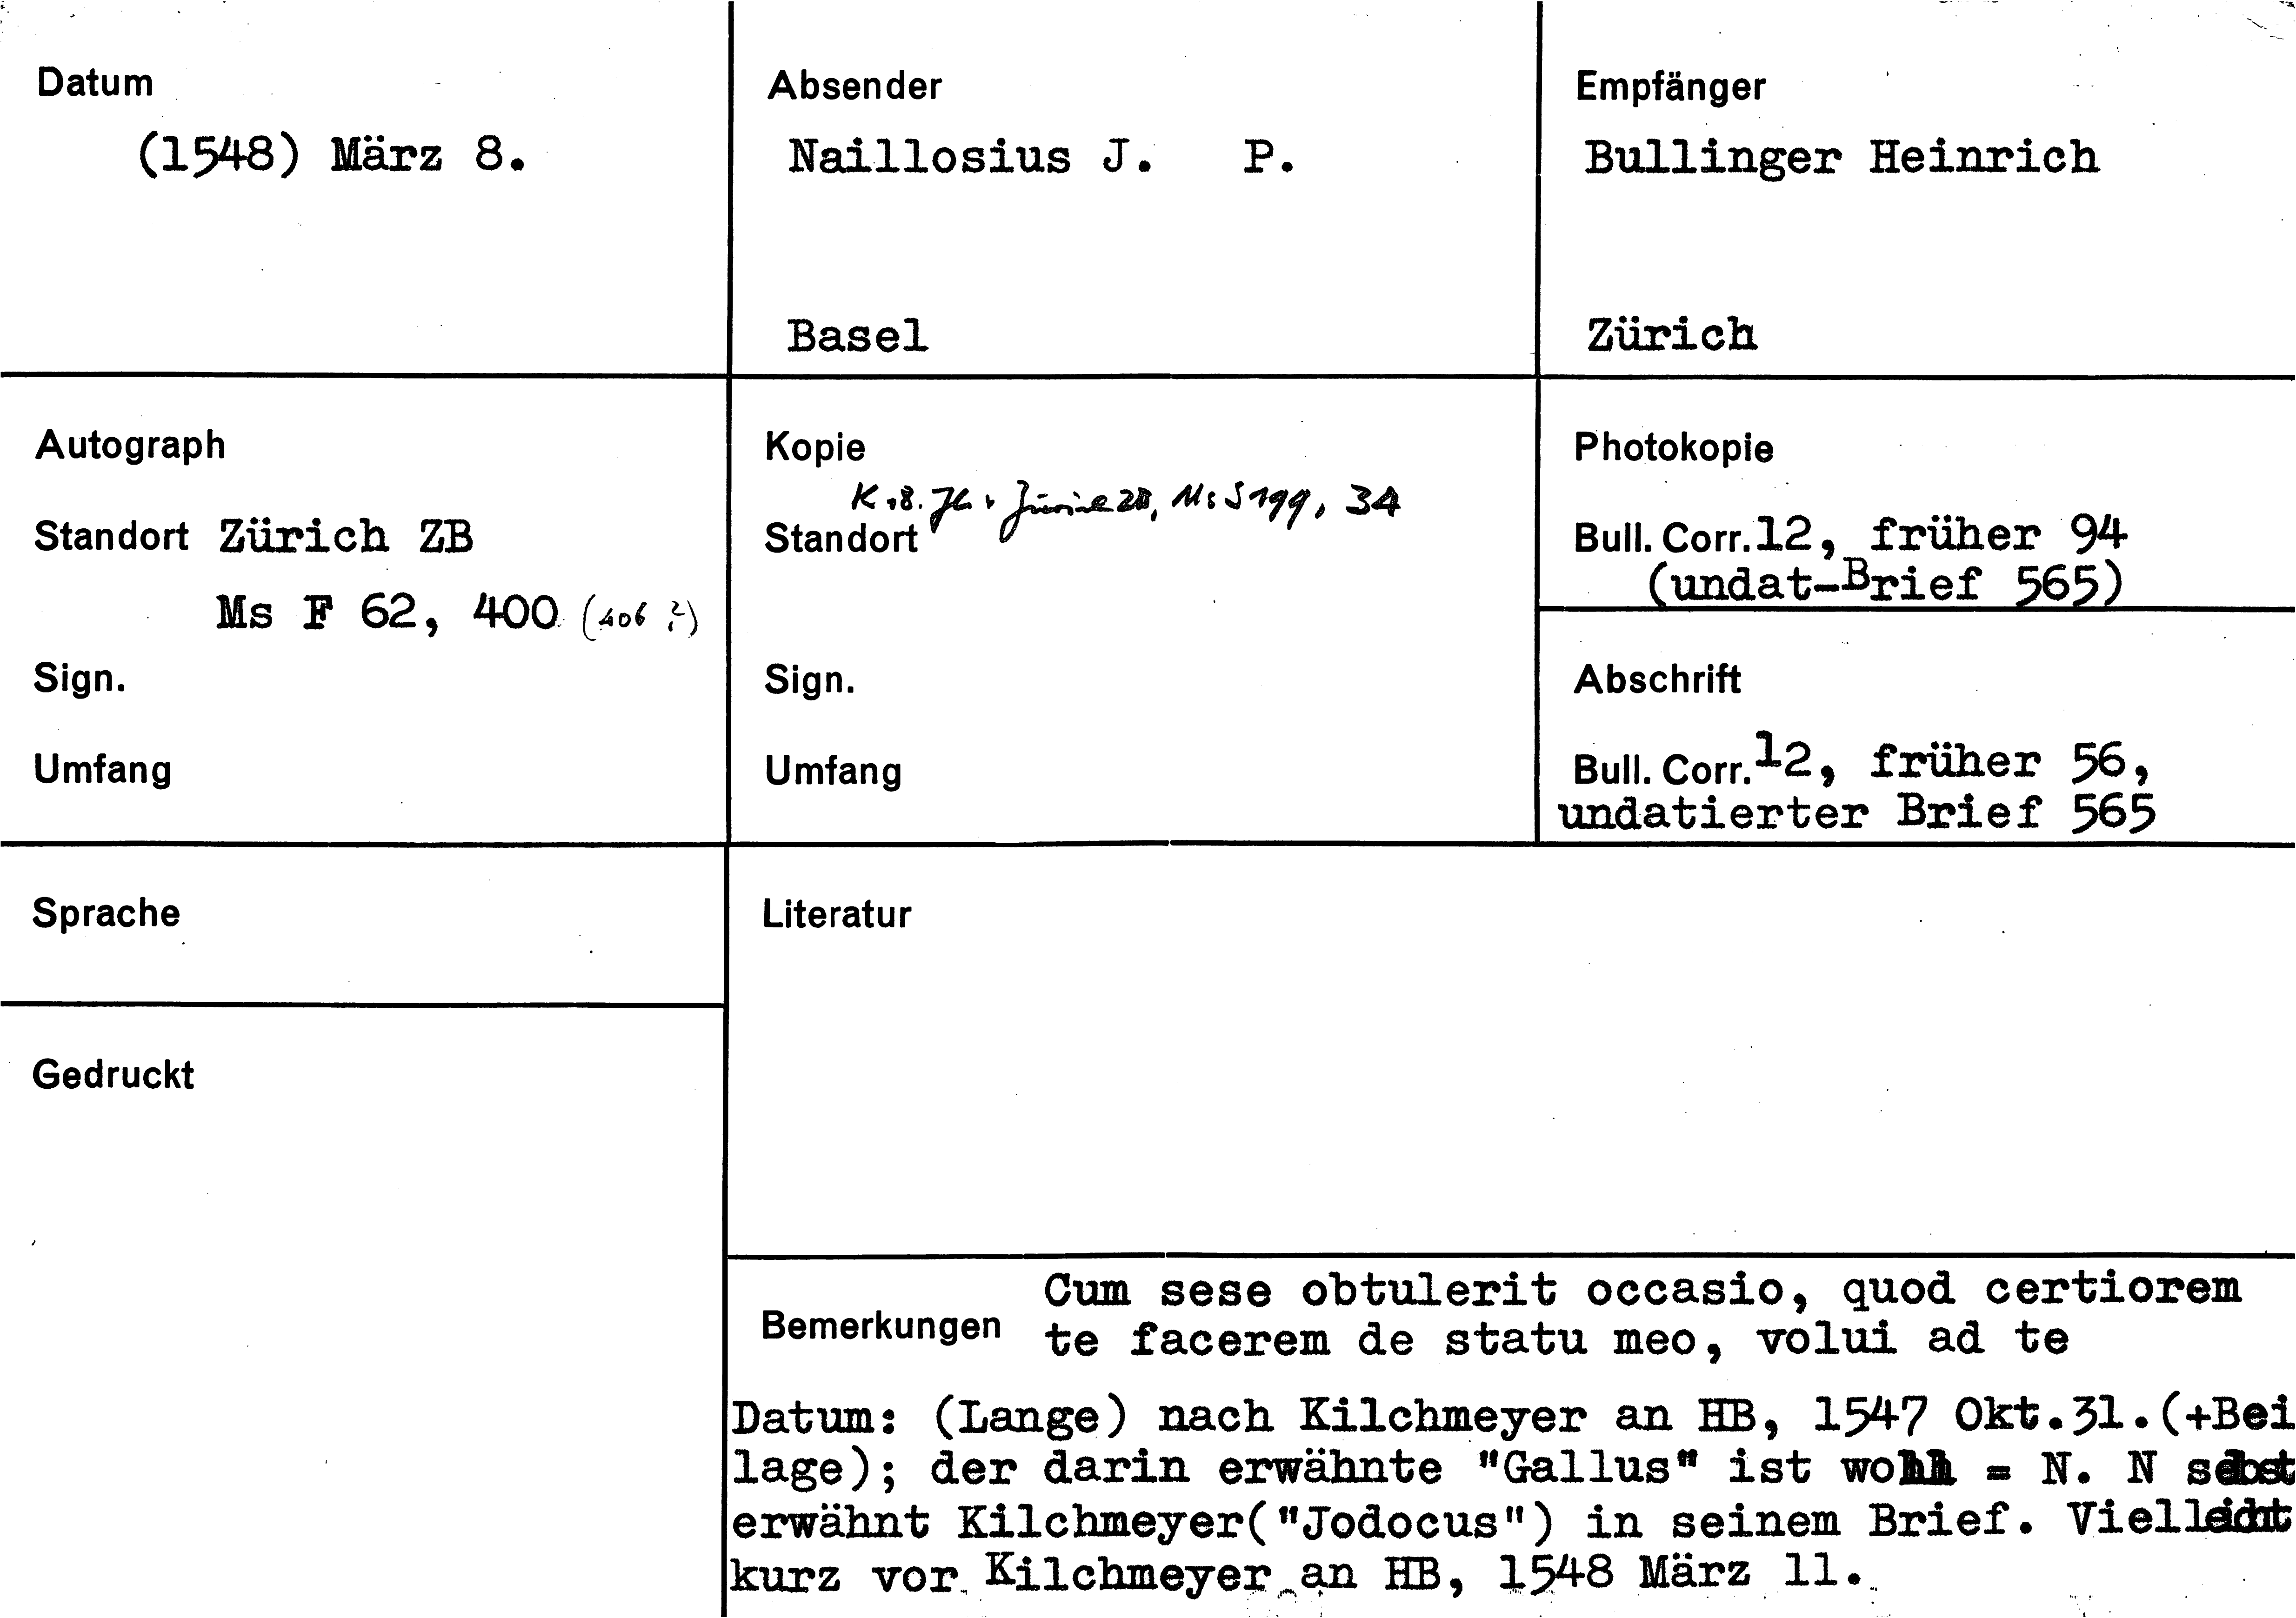 Datum
(1548) März 8.
Absender
Naillosius J. P.
Basel
Empfänger
Bullinger Heinrich
Zürich
Autograph
Standort Zürich ZB
Ms F 62, 400 (406 ?)
Sign.
Umfang
Kopie
K. 18. Jh. Zürich ZB, Ms S 199, 34
Standort
Sign.
Umfang
Photokopie
Bull. Corr. 12, früher 94
(undat-Brief 565)
Abschrift
Bull. Corr. 12, früher 56,
undatierter Brief 565
Sprache
Gedruckt
Literatur
Bemerkungen
Cum sese obtulerit occasio, quod certiorem
te facerem de statu meo, volui ad te
Datum: (Lange) nach Kilchmeyer an HB, 1547 Okt.31.(+Bei
lage); der darin erwähnte "Gallus" ist wohl = N. N selbst
erwähnt Kilchmeyer("Jodocus") in seinem Brief. Vielleicht
kurz vor Kilchmeyer an HB, 1548 März 11.